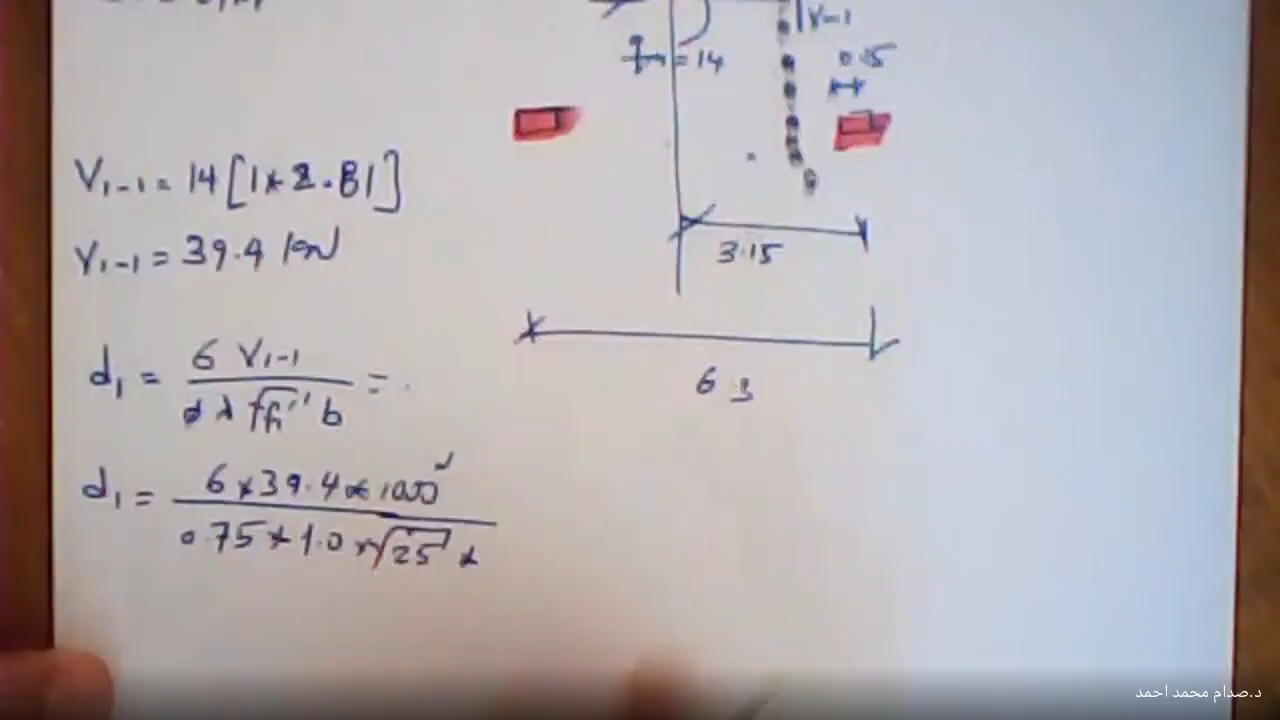 V1-1
0.15
= 14
V1-1 = 14 [1 * 2.81]
3.15
V1-1 = 39.4 kN
6.3
d1 = 6 V1-1 / φ λ √fc' b =
d1 = 6 * 39.4 * 1000 / 0.75 * 1.0 * √25 *
د.صدام محمد احمد